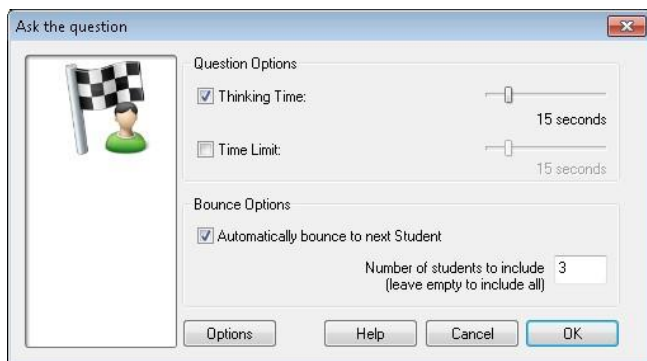 Ask the question
Question Options
Thinking Time:
15 seconds
Time Limit:
15 seconds
Bounce Options
Automatically bounce to next Student
Number of students to include 3
(leave empty to include all)
Options Help Cancel OK